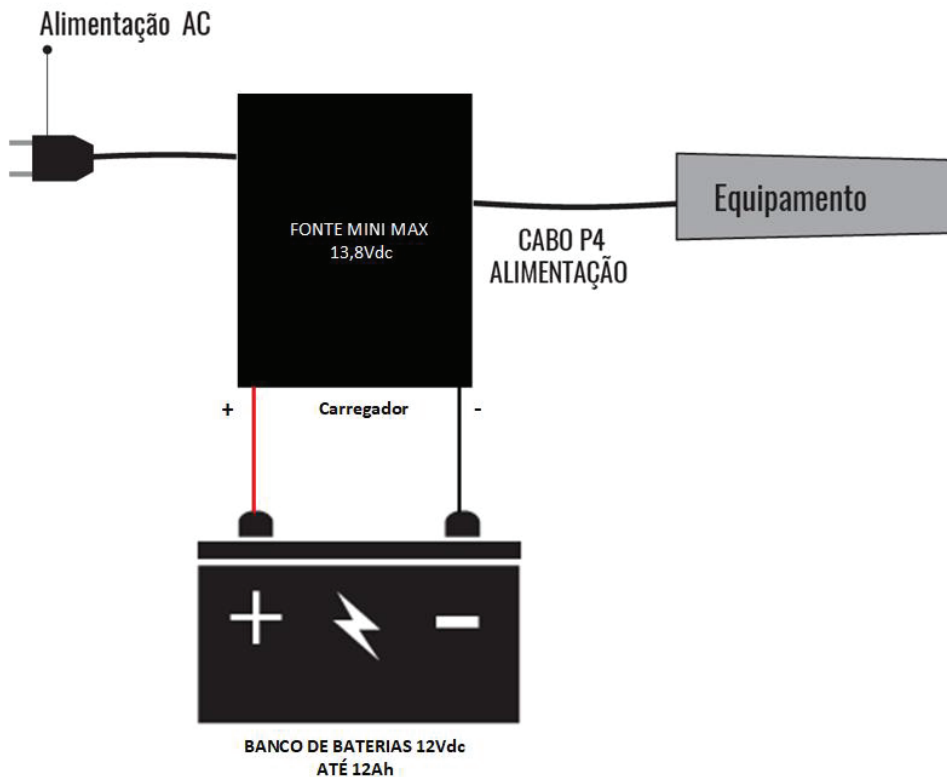 Alimentação AC
FONTE MINI MAX
13,8Vdc
Equipamento
CABO P4
ALIMENTAÇÃO
+ Carregador -
+ -
BANCO DE BATERIAS 12Vdc
ATÉ 12Ah